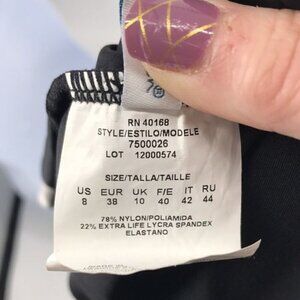 RN 40168
STYLE/ESTILO/MODELE
7500026
LOT 12000574
SIZE/TALLA/TAILLE
US EUR UK F/E IT RU
8 38 10 40 42 44
78% NYLON/POLIAMIDA
22% EXTRA LIFE LYCRA SPANDEX
ELASTANO